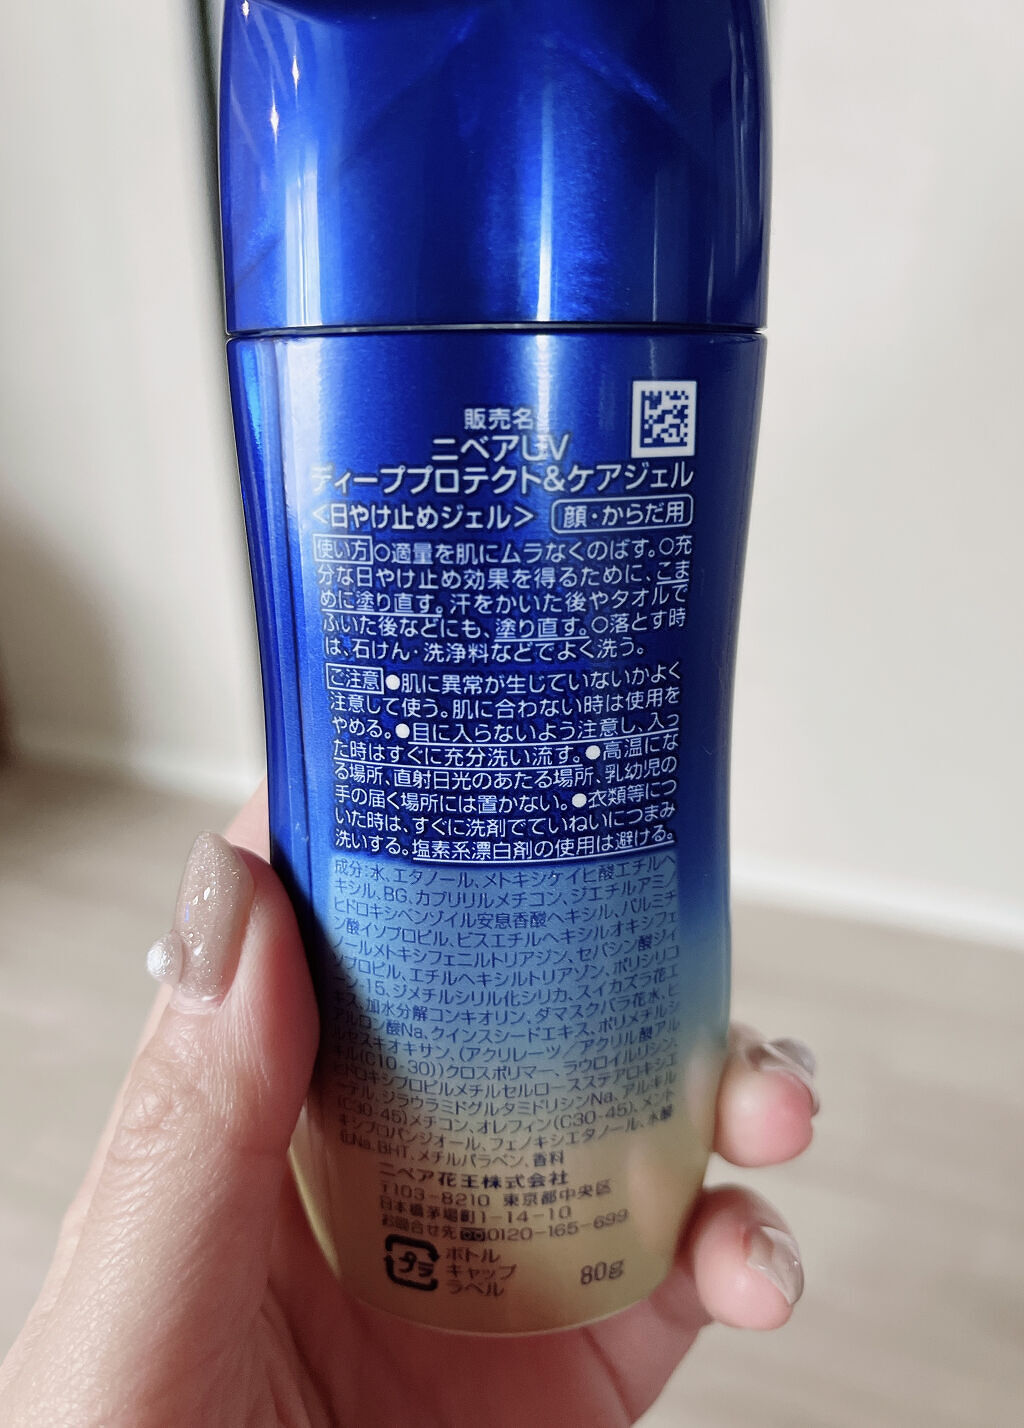 販売名
ニベアUV
ディーププロテクト&ケアジェル
<日やけ止めジェル> 顔・からだ用
使い方○適量を肌にムラなくのばす。○充
分な日やけ止め効果を得るために、こま
めに塗り直す。汗をかいた後やタオルで
ふいた後などにも、塗り直す。○落とす時
は、石けん・洗浄料などでよく洗う。
ご注意●肌に異常が生じていないかよく
注意して使う。肌に合わない時は使用を
やめる。●目に入らないよう注意し、入っ
た時はすぐに充分洗い流す。●高温にな
る場所、直射日光のあたる場所、乳幼児の
手の届く場所には置かない。●衣類等につ
いた時は、すぐに洗剤でていねいにつまみ
洗いする。塩素系漂白剤の使用は避ける。
成分:水、エタノール、メトキシケイヒ酸エチルヘ
キシル、BG、カプリリルメチコン、ジエチルアミノ
ヒドロキシベンゾイル安息香酸ヘキシル、パルミチ
ン酸イソプロピル、ビスエチルヘキシルオキシフェ
ノールメトキシフェニルトリアジン、セバシン酸ジイ
ソプロピル、エチルヘキシルトリアゾン、ポリシリコ
ーン-15、ジメチルシリル化シリカ、スイカズラ花エ
キス、加水分解コンキオリン、ダマスクバラ花水、ヒ
アルロン酸Na、クインスシードエキス、ポリメチルシ
ルセスキオキサン、(アクリレーツ/アクリル酸アル
キル(C10-30))クロスポリマー、ラウロイルリシン、
ヒドロキシプロピルメチルセルロースステアロキシエ
ーテル、ジラウラミドグルタミドリシンNa、アルキル
(C30-45)メチコン、オレフィン(C30-45)、メント
キシプロパンジオール、フェノキシエタノール、水酸
化Na、BHT、メチルパラベン、香料
ニベア花王株式会社
〒103-8210 東京都中央区
日本橋茅場町1-14-10
お問合せ先 0120-165-699
プラ ボトル
キャップ
ラベル
80g